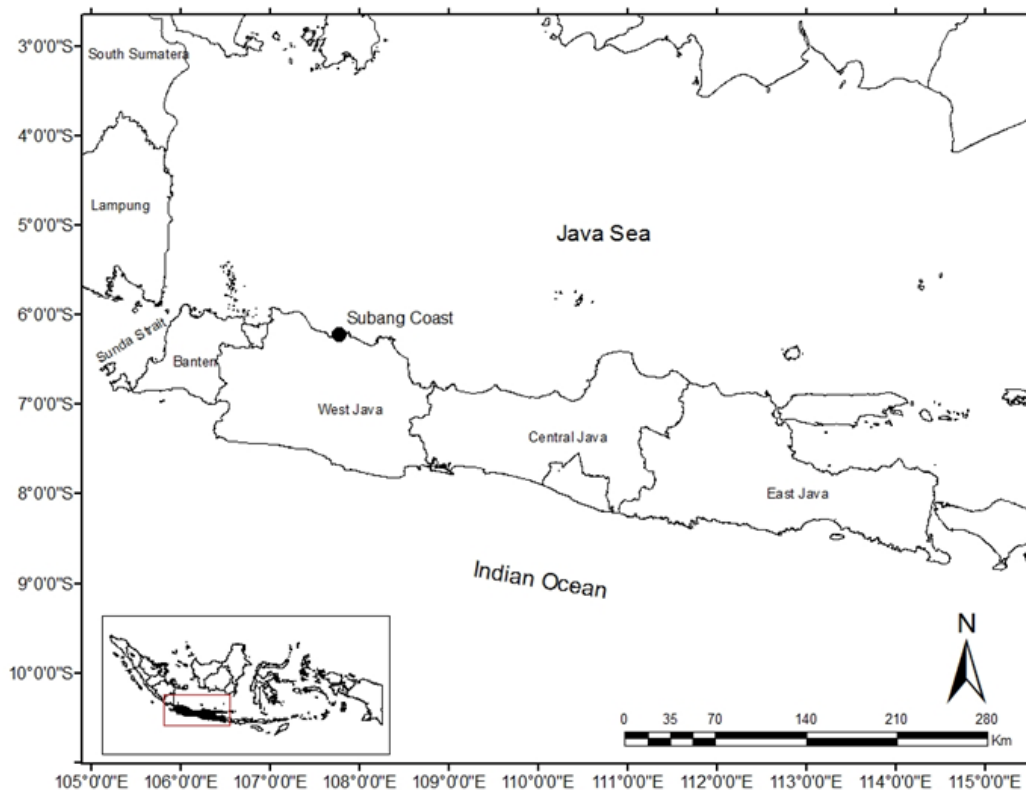 3°0'0"S
South Sumatera
4°0'0"S
Lampung
5°0'0"S
Java Sea
6°0'0"S
Subang Coast
Sunda Strait
Banten
7°0'0"S
West Java
Central Java
8°0'0"S
East Java
9°0'0"S
Indian Ocean
N
10°0'0"S
0 35 70 140 210 280
Km
105°0'0"E 106°0'0"E 107°0'0"E 108°0'0"E 109°0'0"E 110°0'0"E 111°0'0"E 112°0'0"E 113°0'0"E 114°0'0"E 115°0'0"E